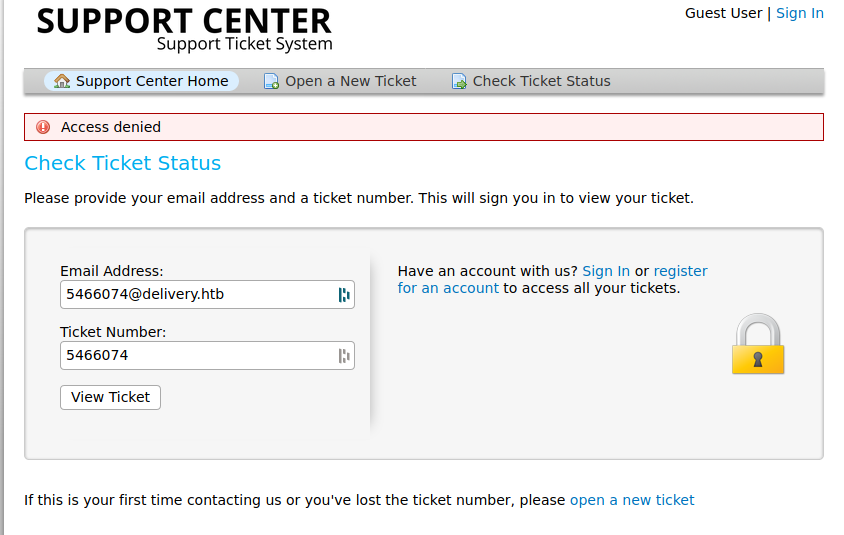 SUPPORT CENTER
Support Ticket System
Guest User | Sign In
Support Center Home
Open a New Ticket
Check Ticket Status
Access denied
Check Ticket Status
Please provide your email address and a ticket number. This will sign you in to view your ticket.
Email Address:
5466074@delivery.htb
Ticket Number:
5466074
View Ticket
Have an account with us? Sign In or register
for an account to access all your tickets.
If this is your first time contacting us or you've lost the ticket number, please open a new ticket